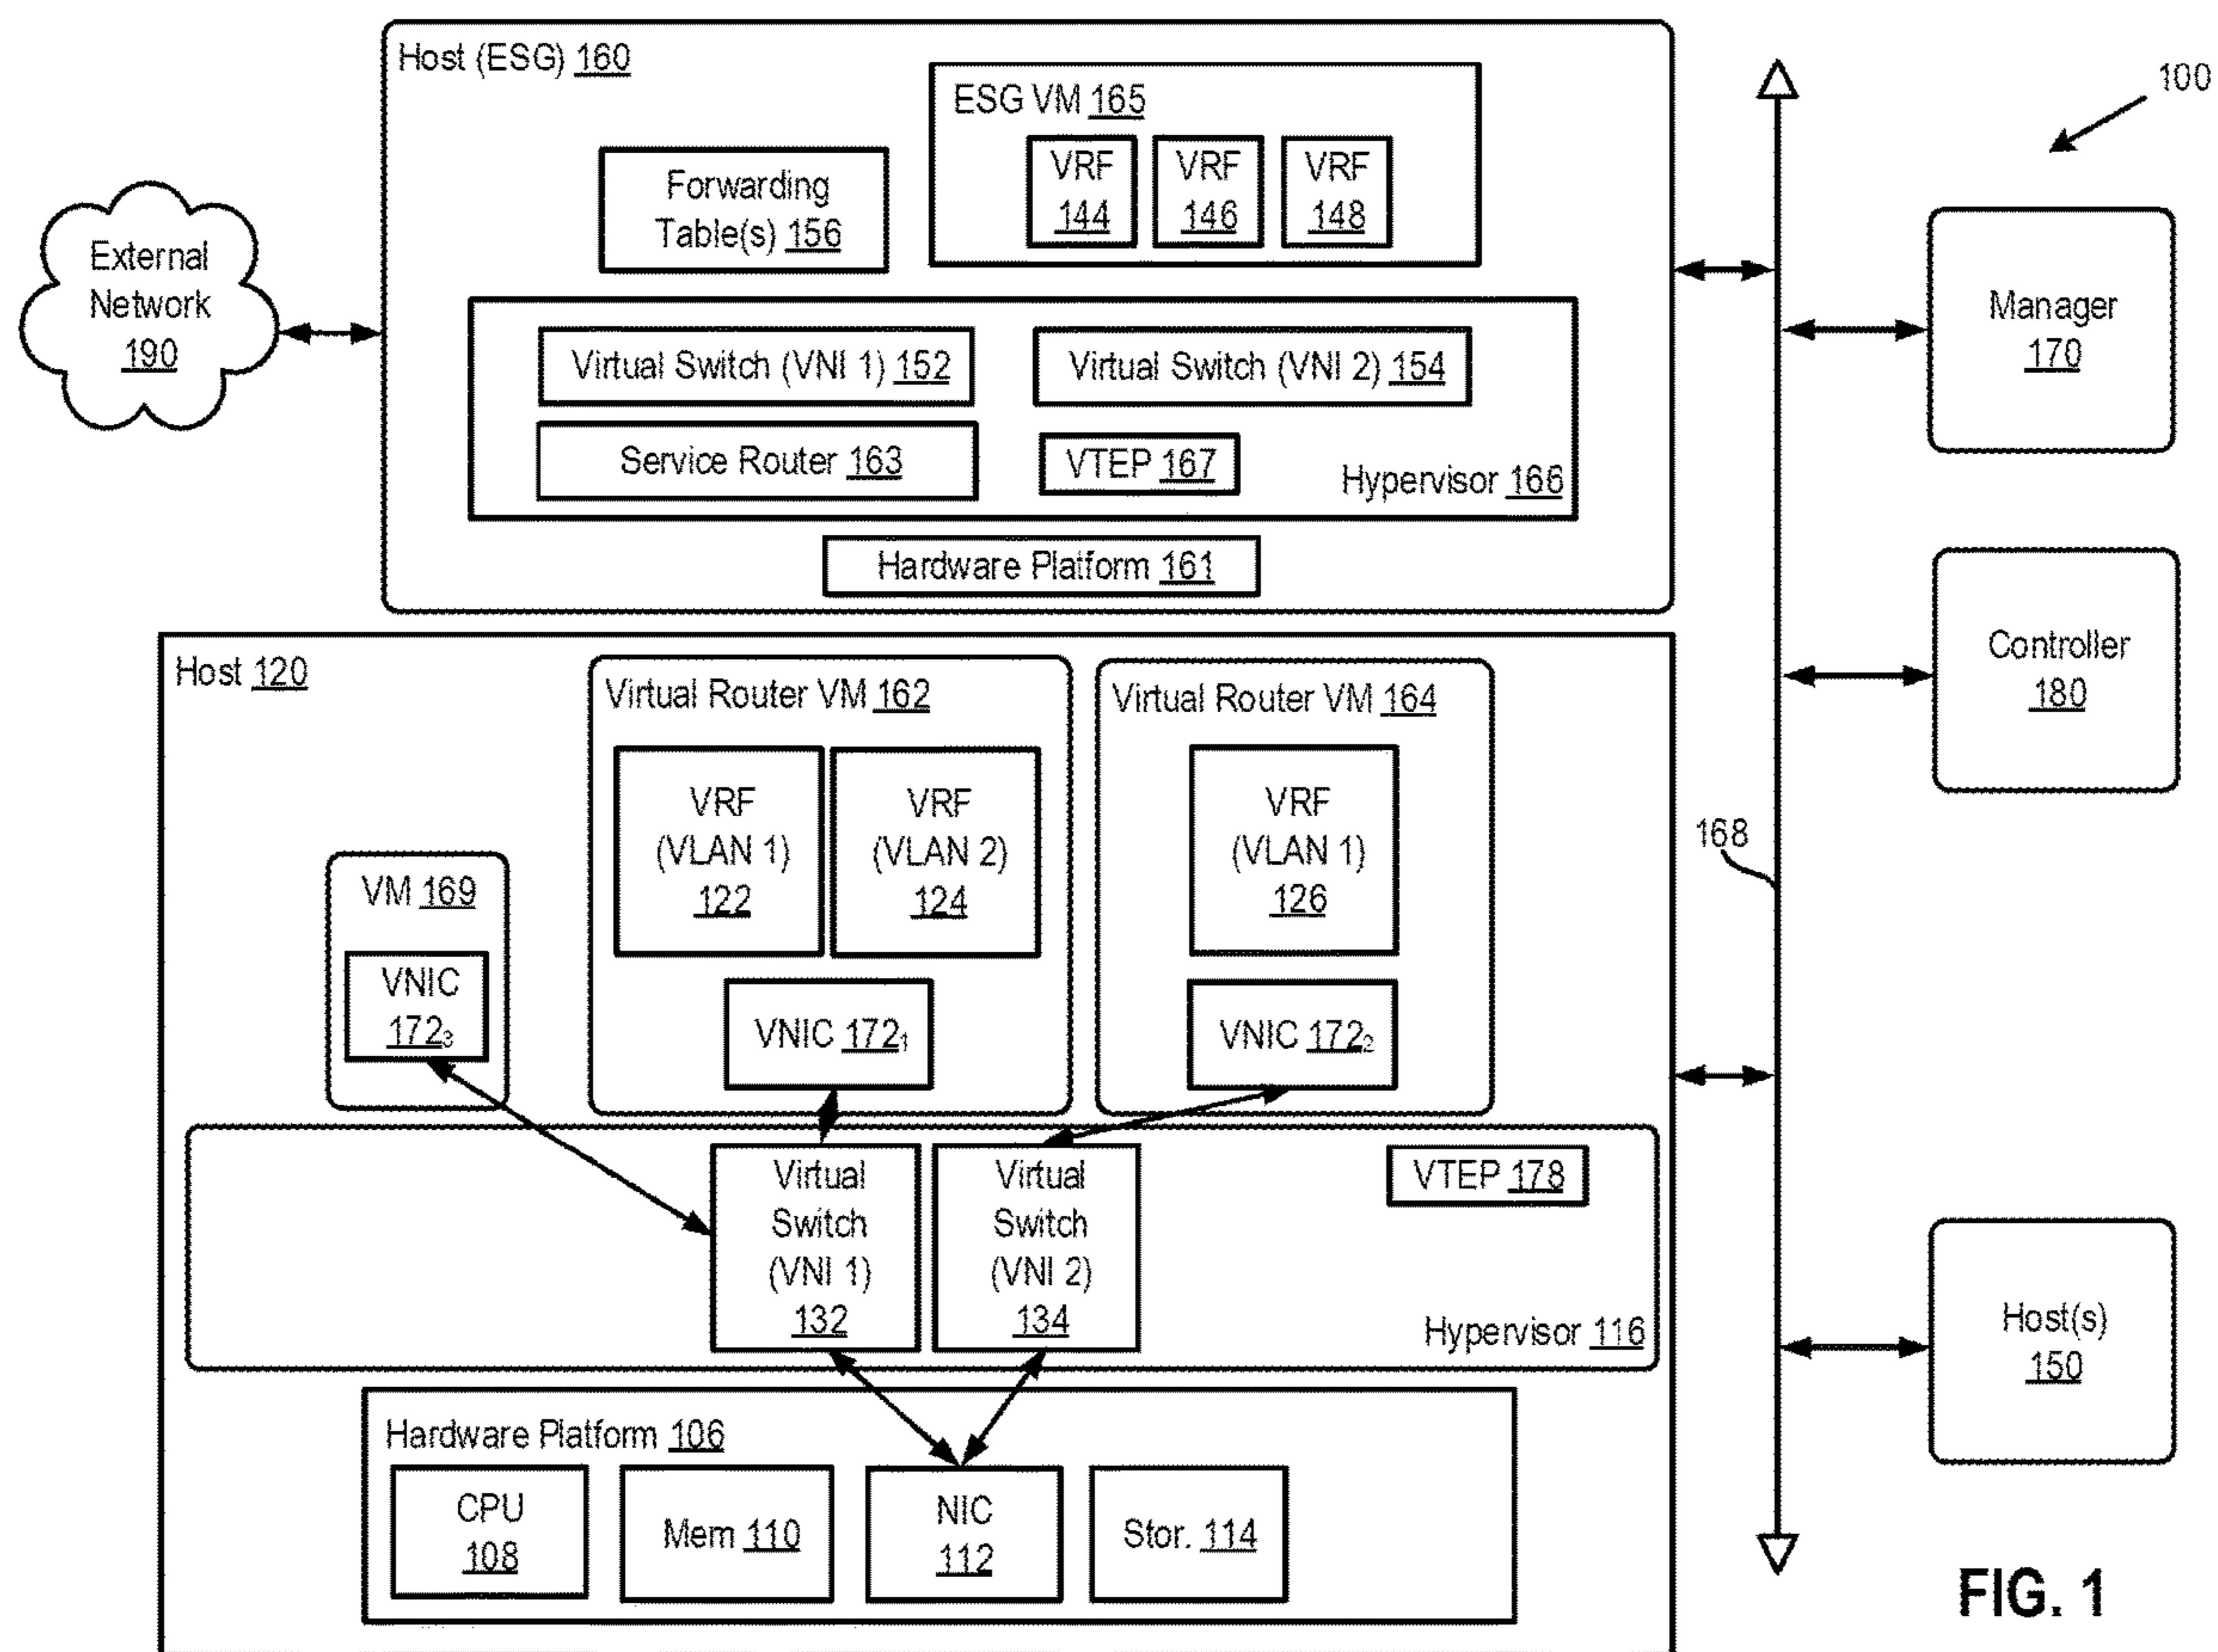 Host (ESG) 160
ESG VM 165
VRF
144
VRF
146
VRF
148
Forwarding
Table(s) 156
External
Network
190
Virtual Switch (VNI 1) 152
Virtual Switch (VNI 2) 154
Service Router 163
VTEP 167
Hypervisor 166
Hardware Platform 161
100
Manager
170
Controller
180
168
Host(s)
150
Host 120
Virtual Router VM 162
VRF
(VLAN 1)
122
VRF
(VLAN 2)
124
VNIC 172₁
Virtual Router VM 164
VRF
(VLAN 1)
126
VNIC 172₂
VM 169
VNIC
172₃
Virtual
Switch
(VNI 1)
132
Virtual
Switch
(VNI 2)
134
VTEP 178
Hypervisor 116
Hardware Platform 106
CPU
108
Mem 110
NIC
112
Stor. 114
FIG. 1